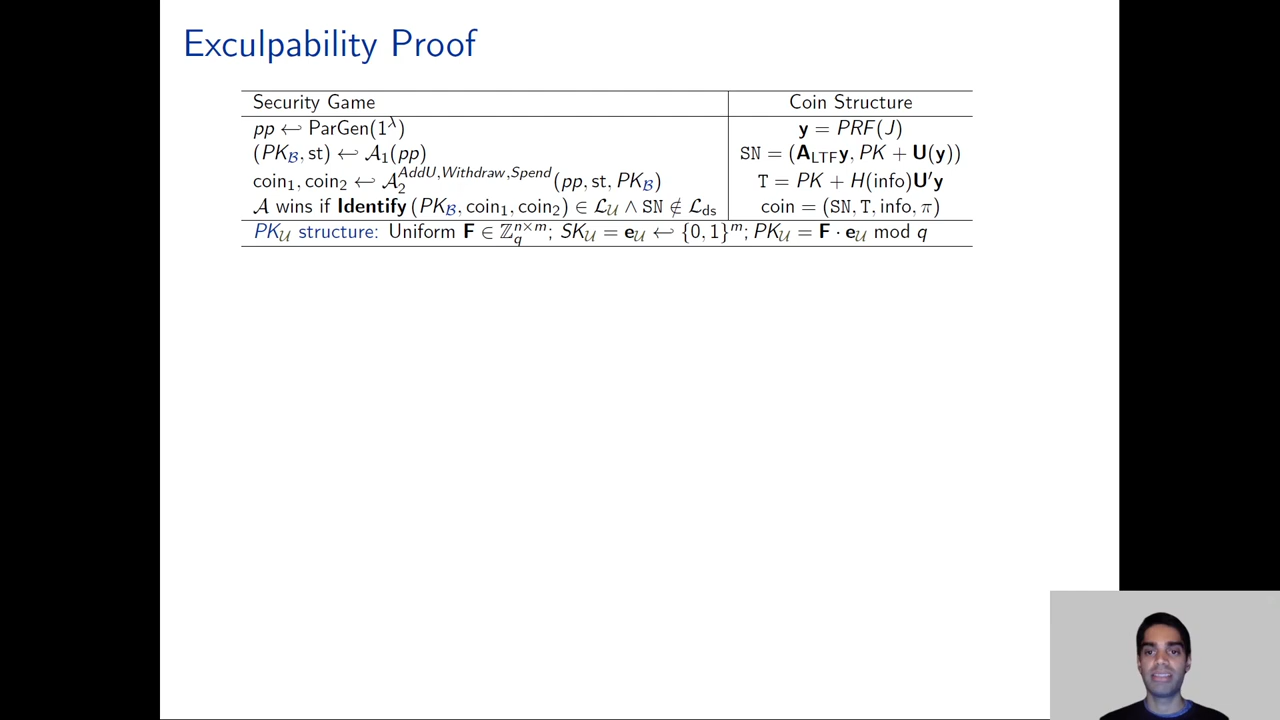 Exculpability Proof
Security Game Coin Structure
pp ↩ ParGen(1^λ) y = PRF(J)
(PK_B, st) ↩ A_1(pp) SN = (A_LTF y, PK + U(y))
coin_1, coin_2 ↩ A_2^{AddU,Withdraw,Spend}(pp, st, PK_B) T = PK + H(info)U′y
A wins if Identify (PK_B, coin_1, coin_2) ∈ L_U ∧ SN ∉ L_ds coin = (SN, T, info, π)
PK_U structure: Uniform F ∈ Z_q^{n×m}; SK_U = e_U ↩ {0, 1}^m; PK_U = F · e_U mod q